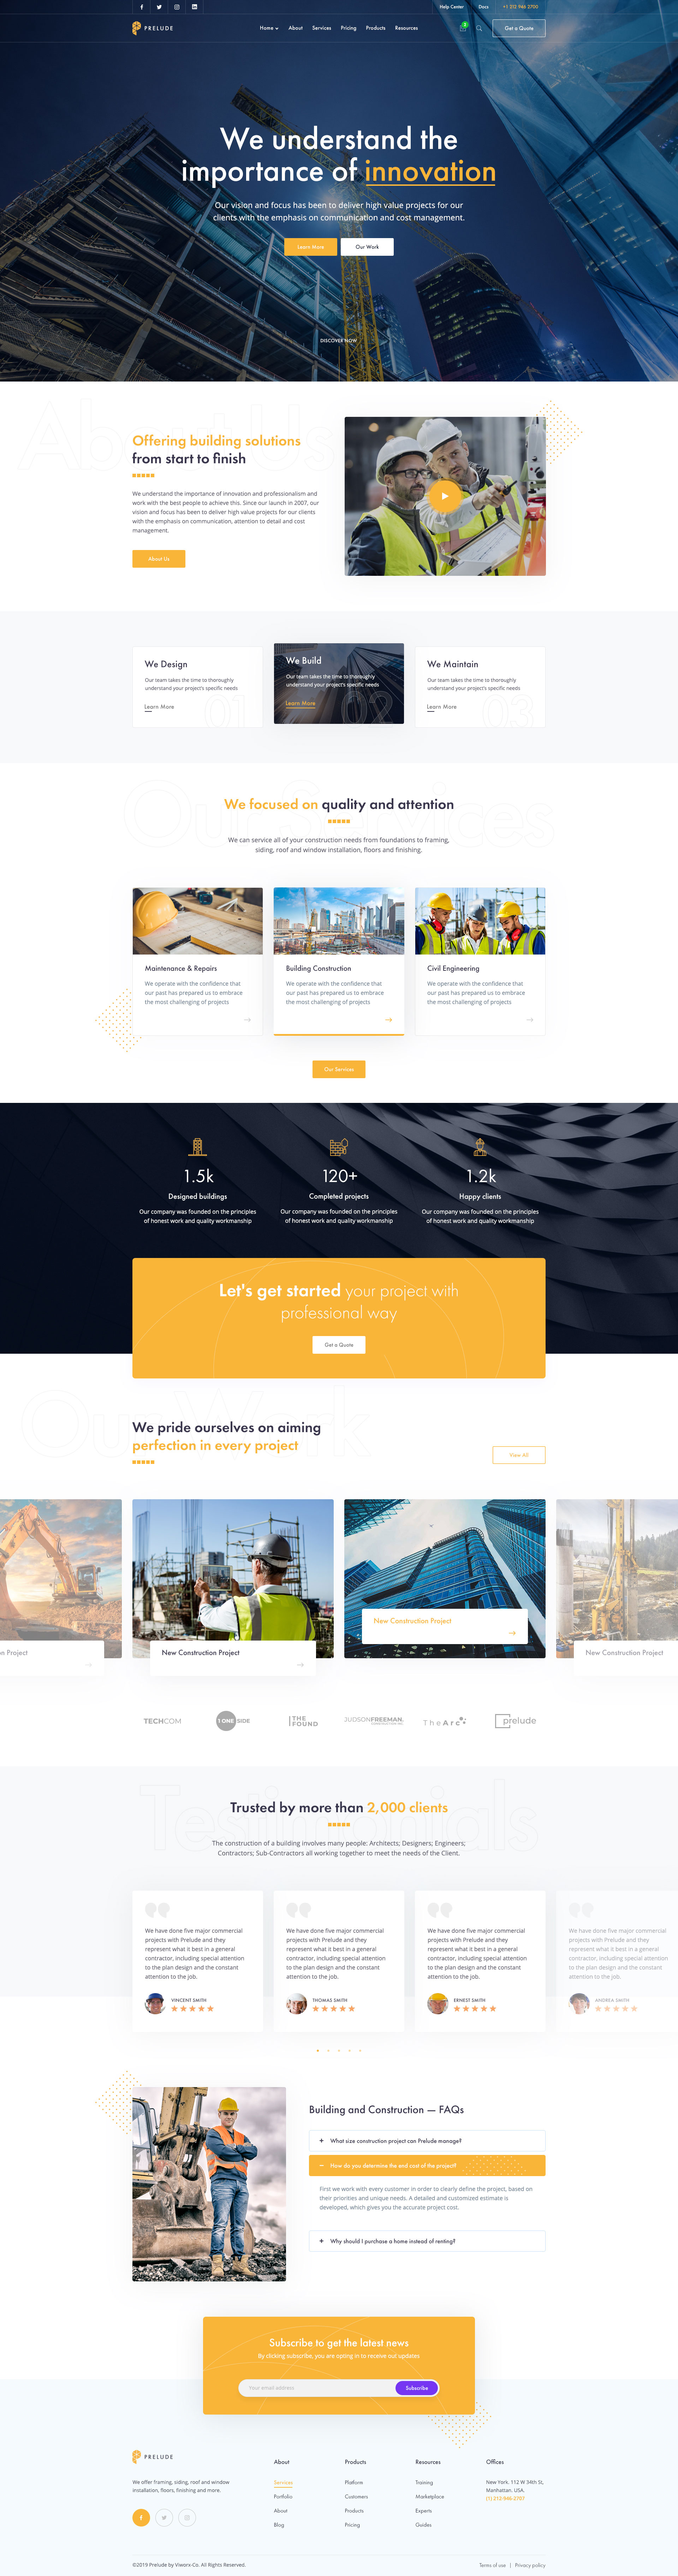 Help Center
Docs
+1 212 946 2700
PRELUDE
Home
About
Services
Pricing
Products
Resources
Get a Quote
We understand the
importance of innovation
Our vision and focus has been to deliver high value projects for our
clients with the emphasis on communication and cost management.
Learn More
Our Work
DISCOVER NOW
About Us
Offering building solutions
from start to finish
We understand the importance of innovation and professionalism and
work with the best people to achieve this. Since our launch in 2007, our
vision and focus has been to deliver high value projects for our clients
with the emphasis on communication, attention to detail and cost
management.
About Us
We Design
Our team takes the time to thoroughly
understand your project's specific needs
Learn More
01
We Build
Our team takes the time to thoroughly
understand your project's specific needs
Learn More
02
We Maintain
Our team takes the time to thoroughly
understand your project's specific needs
Learn More
03
Our Services
We focused on quality and attention
We can service all of your construction needs from foundations to framing,
siding, roof and window installation, floors and finishing.
Maintenance & Repairs
We operate with the confidence that
our past has prepared us to embrace
the most challenging of projects
Building Construction
We operate with the confidence that
our past has prepared us to embrace
the most challenging of projects
Civil Engineering
We operate with the confidence that
our past has prepared us to embrace
the most challenging of projects
Our Services
1.5k
Designed buildings
Our company was founded on the principles
of honest work and quality workmanship
120+
Completed projects
Our company was founded on the principles
of honest work and quality workmanship
1.2k
Happy clients
Our company was founded on the principles
of honest work and quality workmanship
Let's get started your project with
professional way
Get a Quote
Our Work
We pride ourselves on aiming
perfection in every project
View All
n Project
New Construction Project
New Construction Project
New Construction Project
TECHCOM
1 ONE SIDE
THE
FOUND
JUDSONFREEMAN.
TheArc
prelude
Testimonials
Trusted by more than 2,000 clients
The construction of a building involves many people: Architects; Designers; Engineers;
Contractors; Sub-Contractors all working together to meet the needs of the Client.
We have done five major commercial
projects with Prelude and they
represent what it best in a general
contractor, including special attention
to the plan design and the constant
attention to the job.
VINCENT SMITH
We have done five major commercial
projects with Prelude and they
represent what it best in a general
contractor, including special attention
to the plan design and the constant
attention to the job.
THOMAS SMITH
We have done five major commercial
projects with Prelude and they
represent what it best in a general
contractor, including special attention
to the plan design and the constant
attention to the job.
ERNEST SMITH
We have done five major commercial
projects with Prelude and they
represent what it best in a general
contractor, including special attention
to the plan design and the constant
attention to the job.
ANDREA SMITH
Building and Construction — FAQs
+ What size construction project can Prelude manage?
− How do you determine the end cost of the project?
First we work with every customer in order to clearly define the project, based on
their priorities and unique needs. A detailed and customized estimate is
developed, which gives you the accurate project cost.
+ Why should I purchase a home instead of renting?
Subscribe to get the latest news
By clicking subscribe, you are opting in to receive out updates
Your email address
Subscribe
PRELUDE
We offer framing, siding, roof and window
installation, floors, finishing and more.
About
Services
Portfolio
About
Blog
Products
Platform
Customers
Products
Pricing
Resources
Training
Marketplace
Experts
Guides
Offices
New York. 112 W 34th St,
Manhattan. USA.
(1) 212-946-2707
©2019 Prelude by Viworx-Co. All Rights Reserved.
Terms of use | Privacy policy